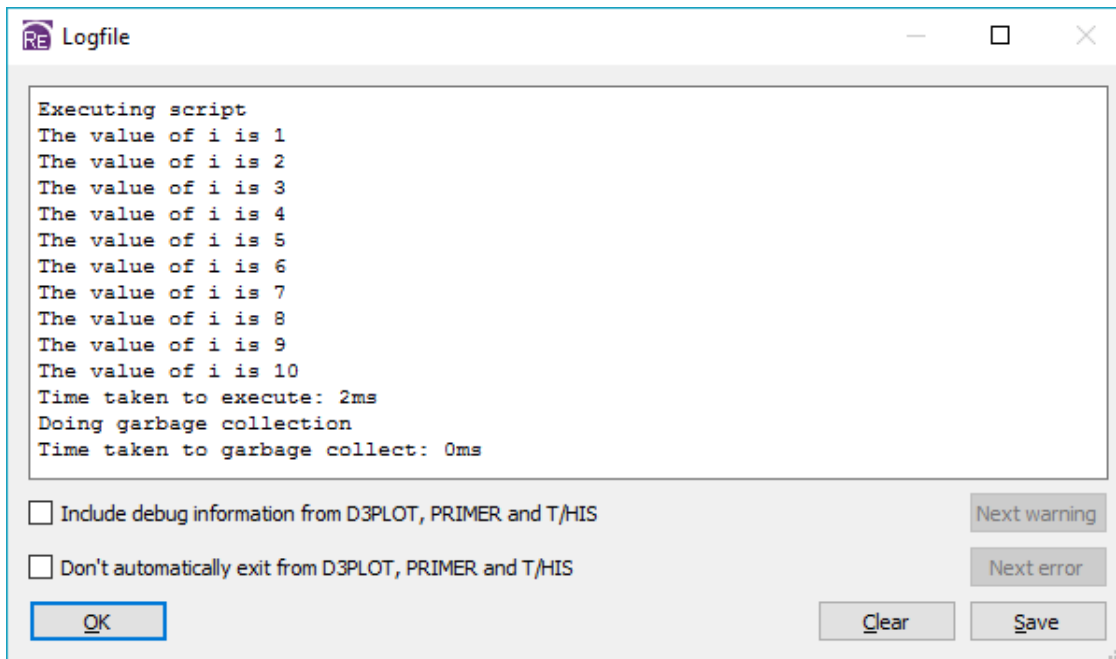 RE Logfile
Executing script
The value of i is 1
The value of i is 2
The value of i is 3
The value of i is 4
The value of i is 5
The value of i is 6
The value of i is 7
The value of i is 8
The value of i is 9
The value of i is 10
Time taken to execute: 2ms
Doing garbage collection
Time taken to garbage collect: 0ms
Include debug information from D3PLOT, PRIMER and T/HIS
Next warning
Don't automatically exit from D3PLOT, PRIMER and T/HIS
Next error
OK
Clear
Save